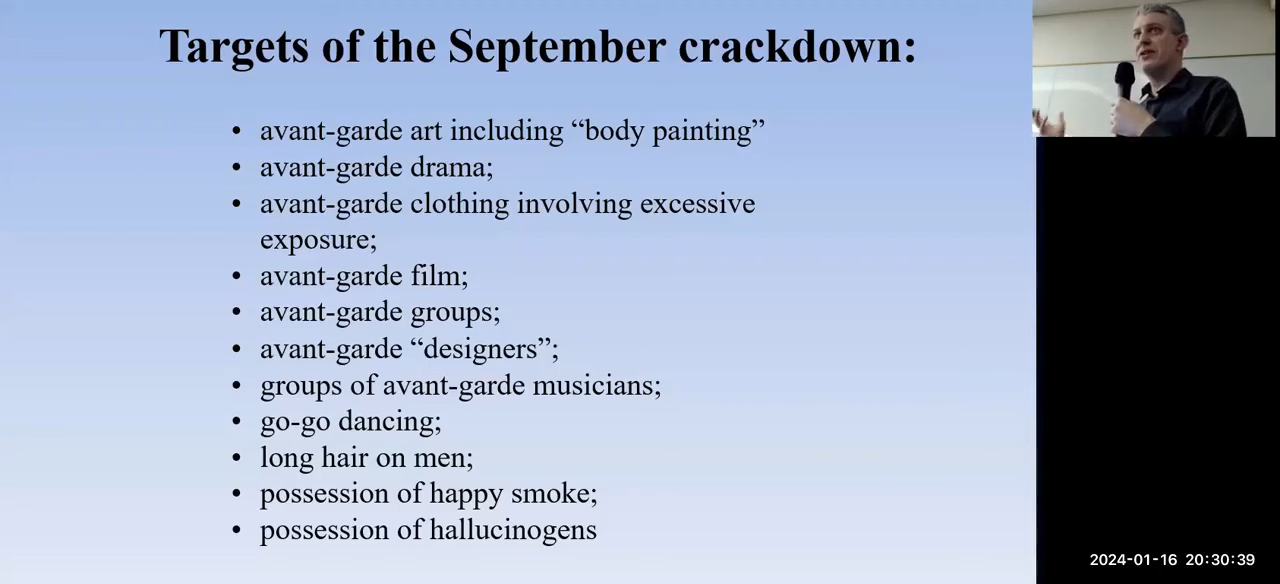 Targets of the September crackdown:
• avant-garde art including “body painting”
• avant-garde drama;
• avant-garde clothing involving excessive
exposure;
• avant-garde film;
• avant-garde groups;
• avant-garde “designers”;
• groups of avant-garde musicians;
• go-go dancing;
• long hair on men;
• possession of happy smoke;
• possession of hallucinogens
2024-01-16 20:30:39